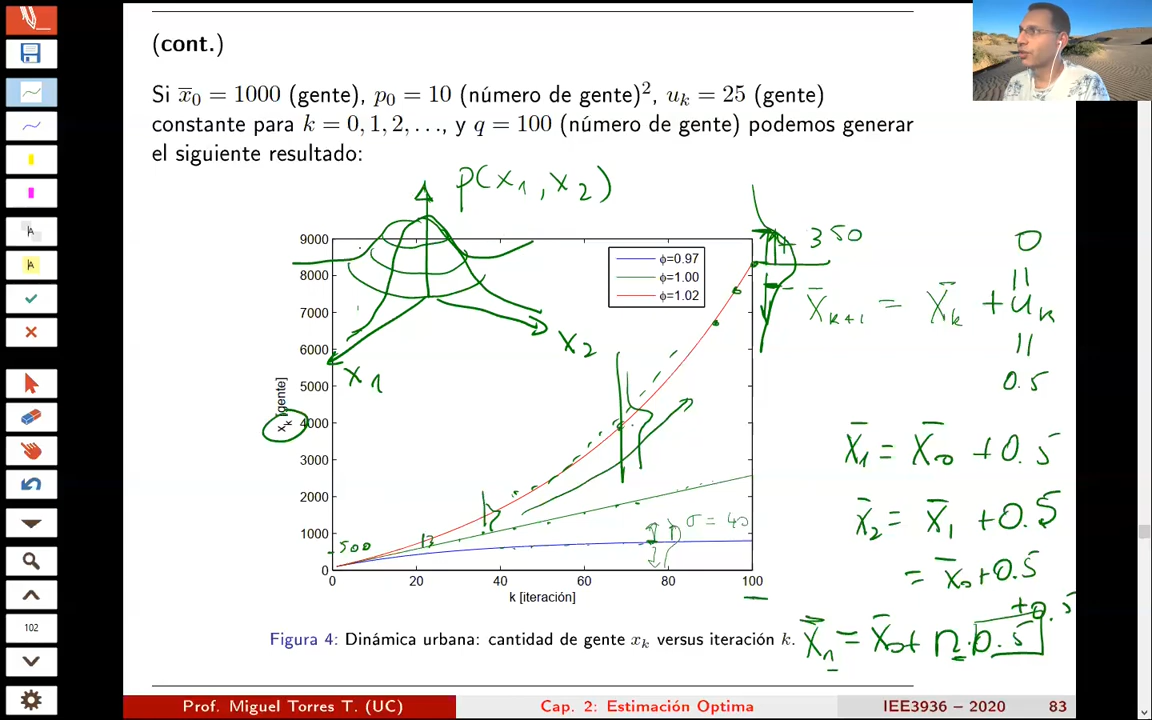 (cont.)
Si x̄₀ = 1000 (gente), p₀ = 10 (número de gente)², uₖ = 25 (gente)
constante para k = 0, 1, 2, . . ., y q = 100 (número de gente) podemos generar
el siguiente resultado:
p(x₁, x₂)
x₁
x₂
9000
8000
7000
6000
5000
4000
3000
2000
1000
0
xₖ [gente]
ϕ=0.97
ϕ=1.00
ϕ=1.02
500
σ = 40
0 20 40 60 80 100
k [iteración]
+ 350
0
||
x̄ₖ₊₁ = x̄ₖ + uₖ
||
0.5
x̄₁ = x̄₀ + 0.5
x̄₂ = x̄₁ + 0.5
= x̄₀ + 0.5
+0.5
x̄ₙ = x̄₀ + n·0.5
Figura 4: Dinámica urbana: cantidad de gente xₖ versus iteración k.
Prof. Miguel Torres T. (UC) Cap. 2: Estimación Optima IEE3936 – 2020 83
102